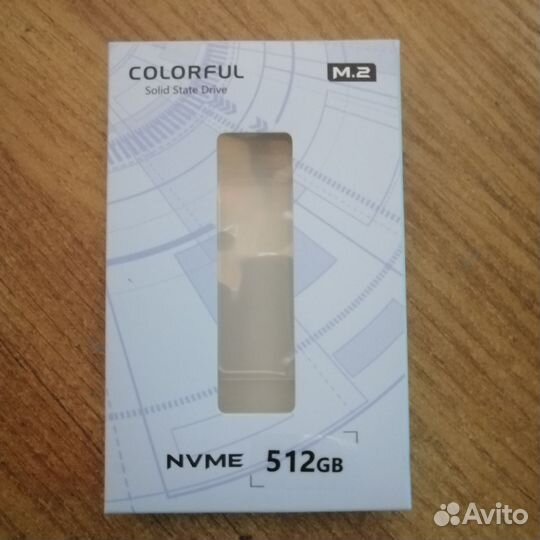 COLORFUL
M.2
Solid State Drive
NVME 512GB
Avito